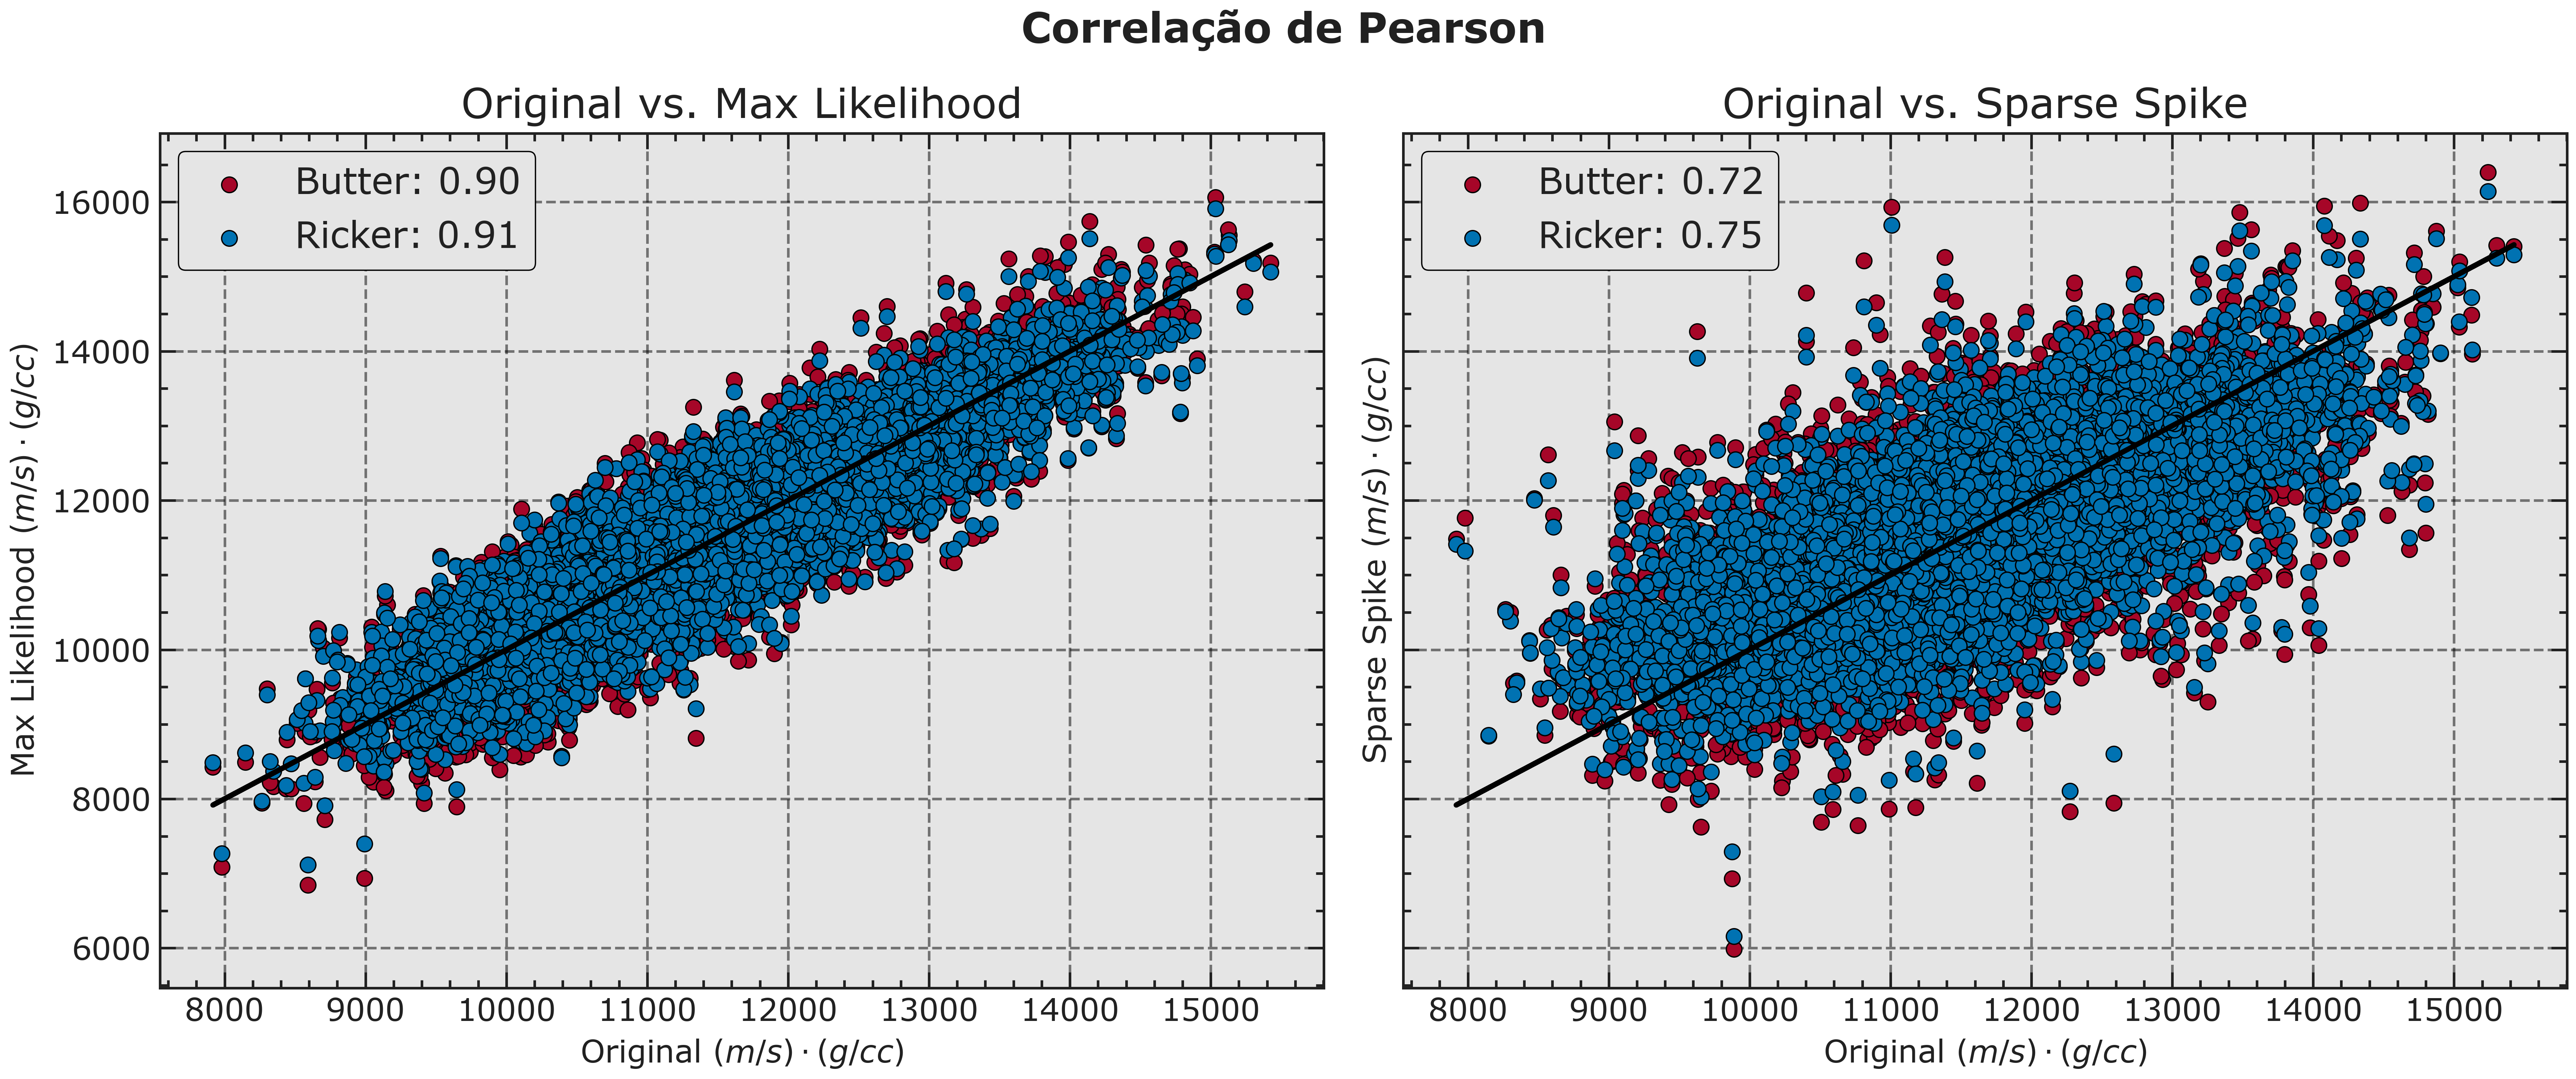 Correlação de Pearson
Original vs. Max Likelihood
Butter: 0.90
Ricker: 0.91
16000
14000
12000
10000
8000
6000
Max Likelihood (m/s) · (g/cc)
8000 9000 10000 11000 12000 13000 14000 15000
Original (m/s) · (g/cc)
Original vs. Sparse Spike
Butter: 0.72
Ricker: 0.75
Sparse Spike (m/s) · (g/cc)
8000 9000 10000 11000 12000 13000 14000 15000
Original (m/s) · (g/cc)